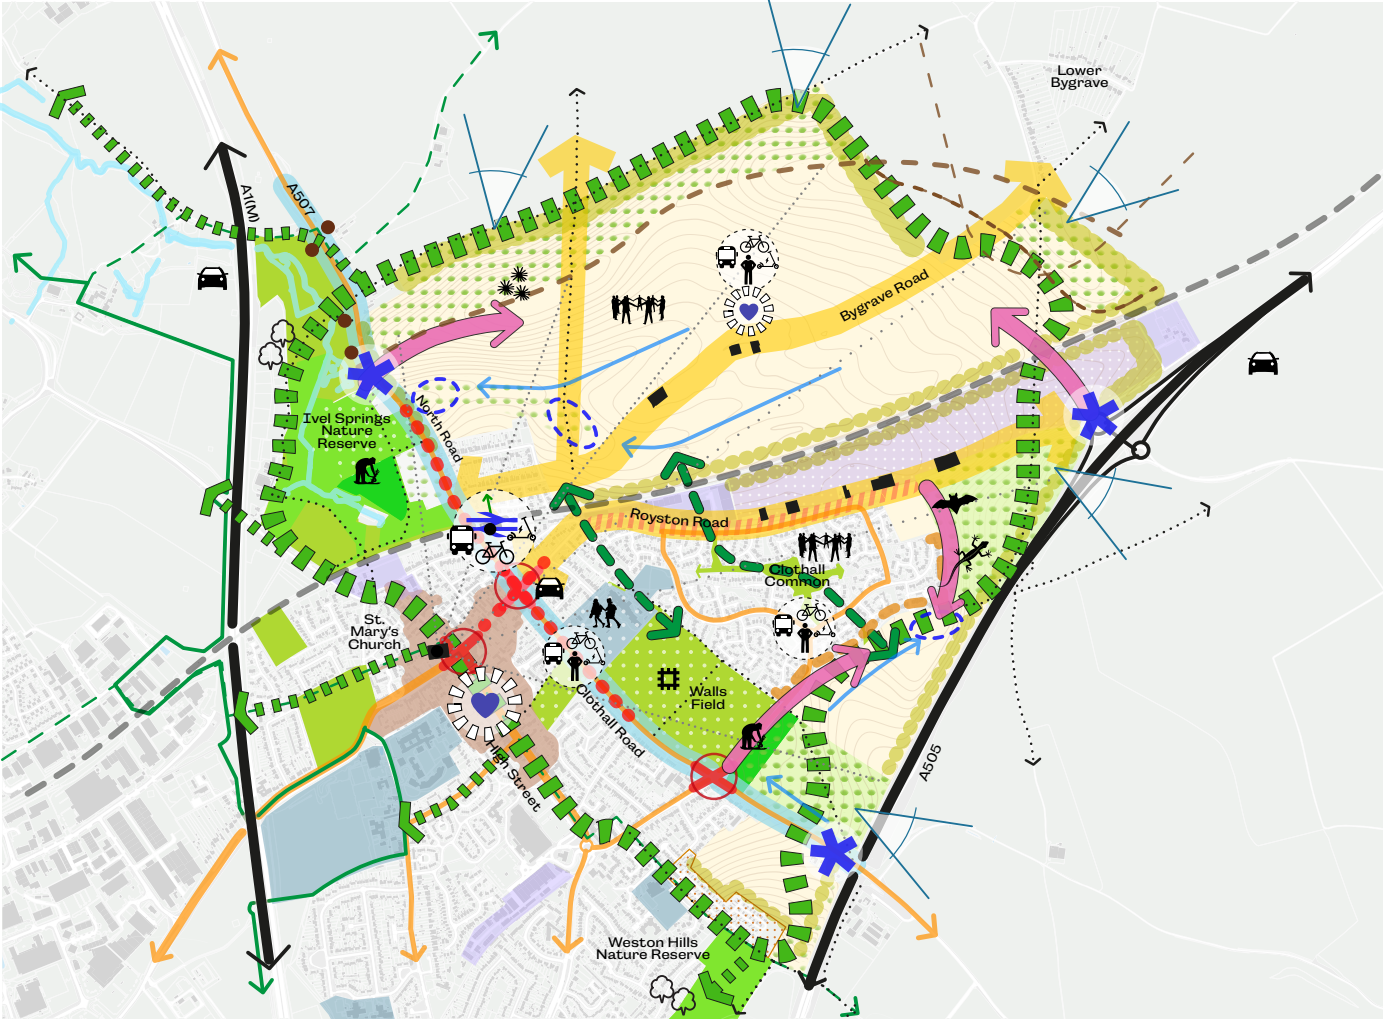 Lower
Bygrave
A507
A1(M)
Bygrave Road
Ivel Springs
Nature
Reserve
North Road
Royston Road
Clothall
Common
St.
Mary's
Church
Walls
Field
Clothall Road
High Street
A505
Weston Hills
Nature Reserve